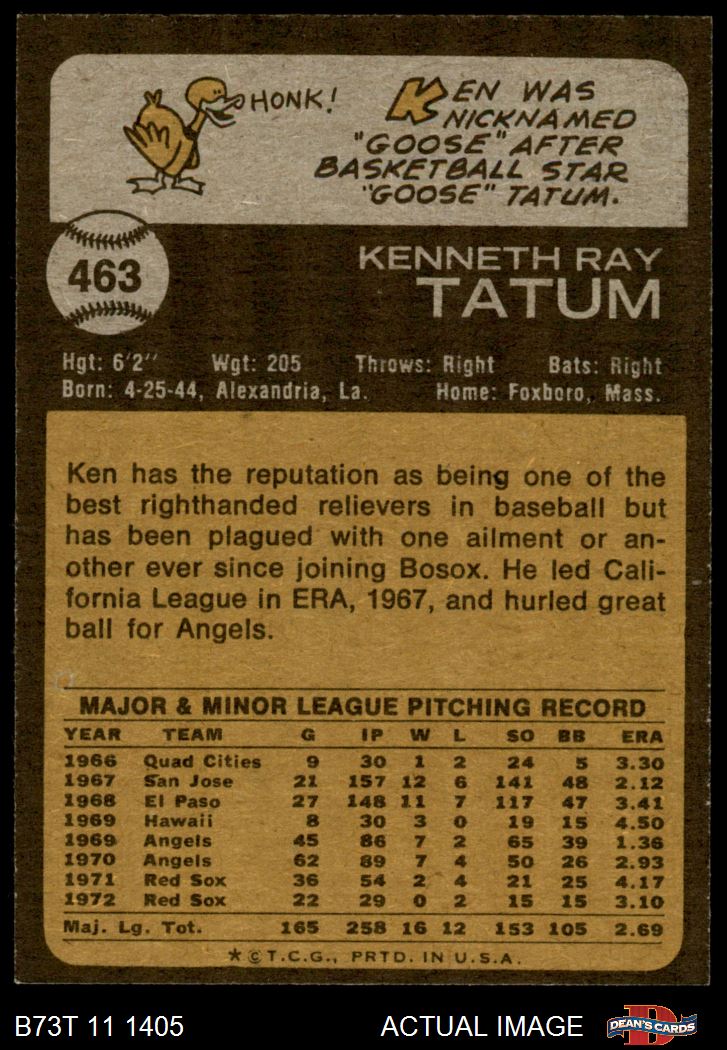 HONK!
KEN WAS
NICKNAMED
"GOOSE" AFTER
BASKETBALL STAR
"GOOSE" TATUM.
463
KENNETH RAY
TATUM
Hgt: 6'2" Wgt: 205 Throws: Right Bats: Right
Born: 4-25-44, Alexandria, La. Home: Foxboro, Mass.
Ken has the reputation as being one of the
best righthanded relievers in baseball but
has been plagued with one ailment or an-
other ever since joining Bosox. He led Cali-
fornia League in ERA, 1967, and hurled great
ball for Angels.
MAJOR & MINOR LEAGUE PITCHING RECORD
YEAR TEAM G IP W L SO BB ERA
1966 Quad Cities 9 30 1 2 24 5 3.30
1967 San Jose 21 157 12 6 141 48 2.12
1968 El Paso 27 148 11 7 117 47 3.41
1969 Hawaii 8 30 3 0 19 15 4.50
1969 Angels 45 86 7 2 65 39 1.36
1970 Angels 62 89 7 4 50 26 2.93
1971 Red Sox 36 54 2 4 21 25 4.17
1972 Red Sox 22 29 0 2 15 15 3.10
Maj. Lg. Tot. 165 258 16 12 153 105 2.69
*©T.C.G., PRTD. IN U.S.A.
B73T 11 1405 ACTUAL IMAGE D DEAN'S CARDS